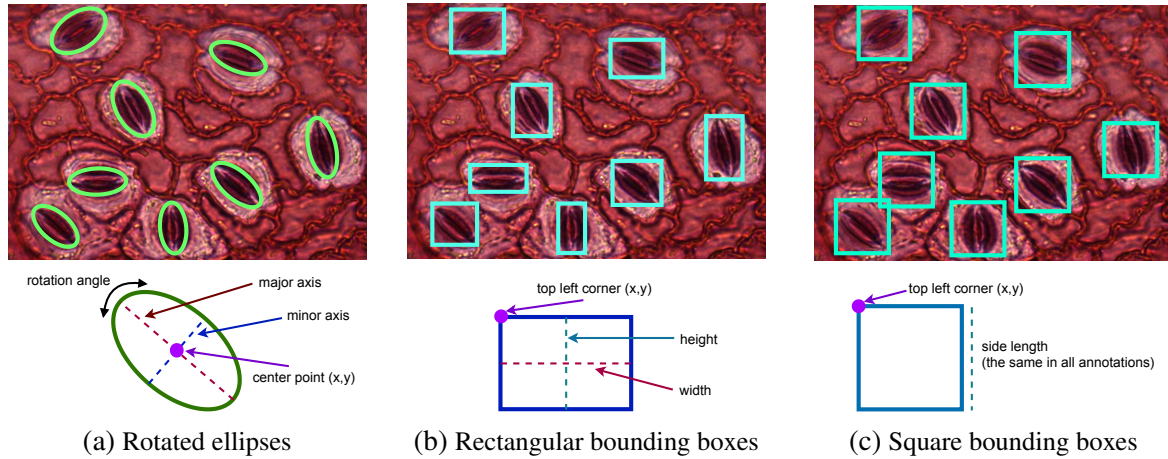 rotation angle
major axis
minor axis
center point (x,y)
top left corner (x,y)
height
width
top left corner (x,y)
side length
(the same in all annotations)
(a) Rotated ellipses
(b) Rectangular bounding boxes
(c) Square bounding boxes